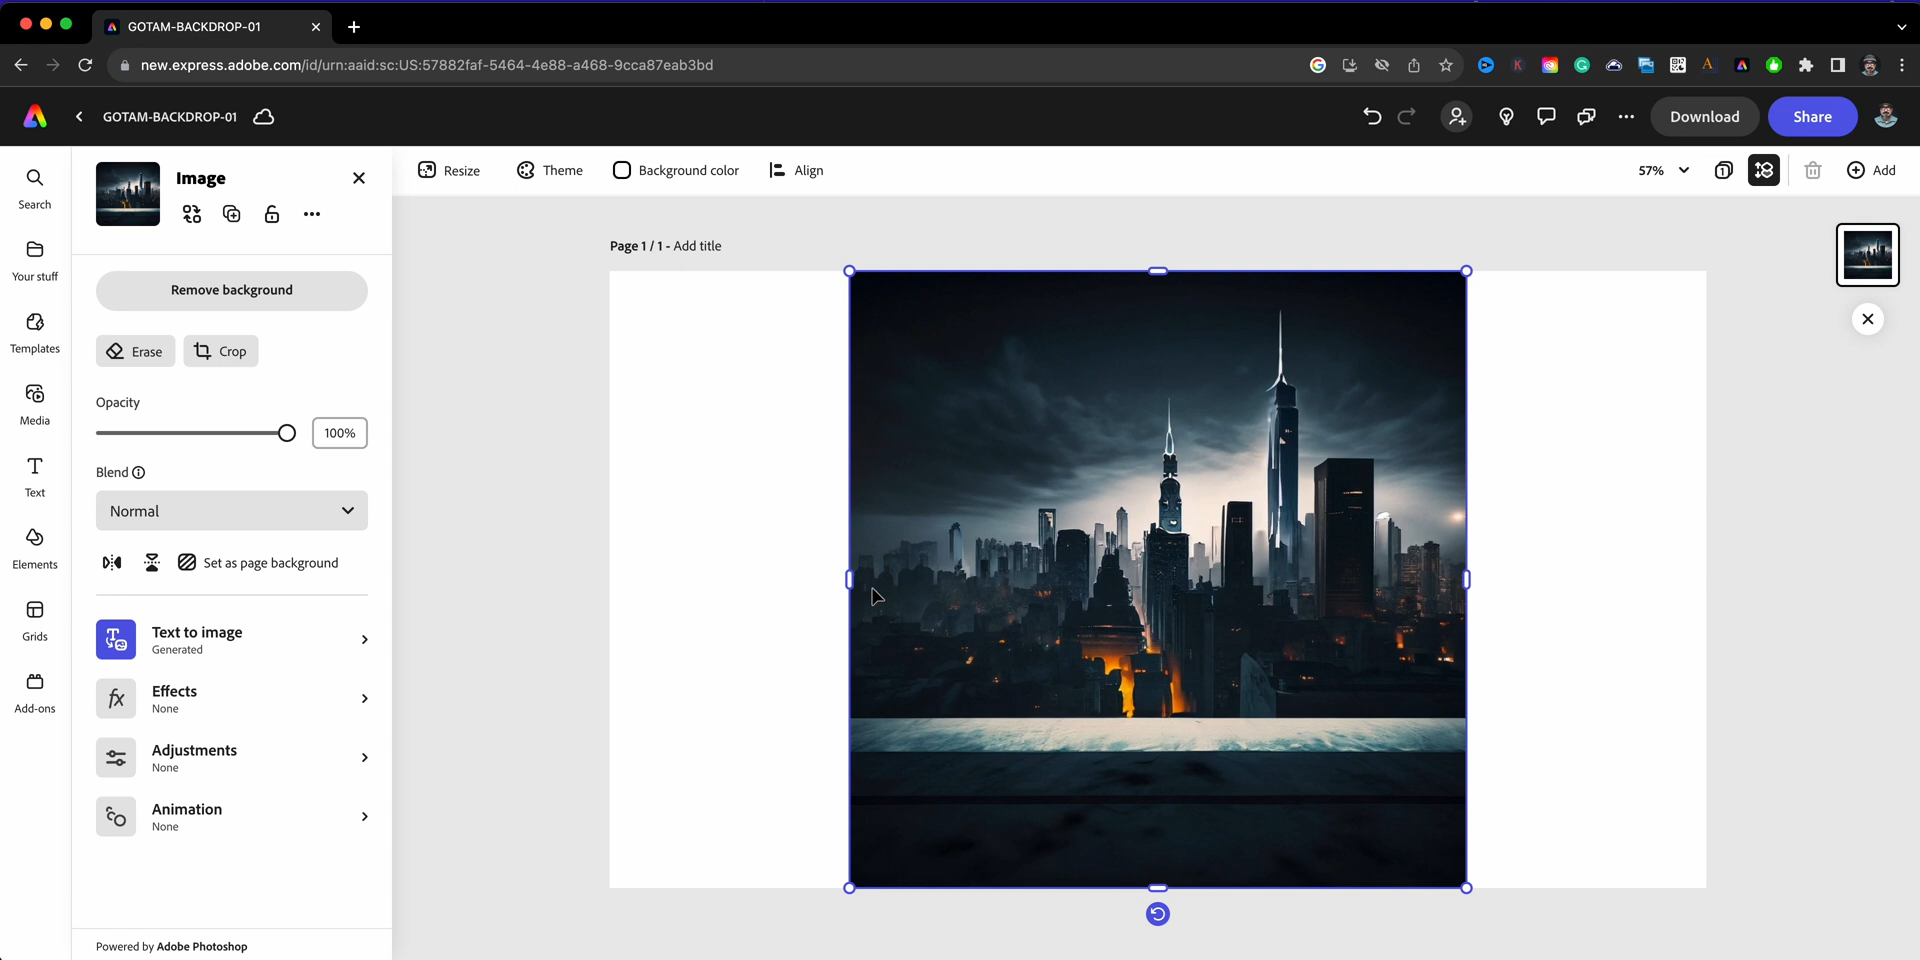 GOTAM-BACKDROP-01
new.express.adobe.com/id/urn:aaid:sc:US:57882faf-5464-4e88-a468-9cca87eab3bd
GOTAM-BACKDROP-01
Download
Share
Search
Your stuff
Templates
Media
Text
Elements
Grids
Add-ons
Image
Remove background
Erase
Crop
Opacity
100%
Blend
Normal
Set as page background
Text to image
Generated
Effects
None
Adjustments
None
Animation
None
Powered by Adobe Photoshop
Resize
Theme
Background color
Align
57%
1
Add
Page 1 / 1 - Add title